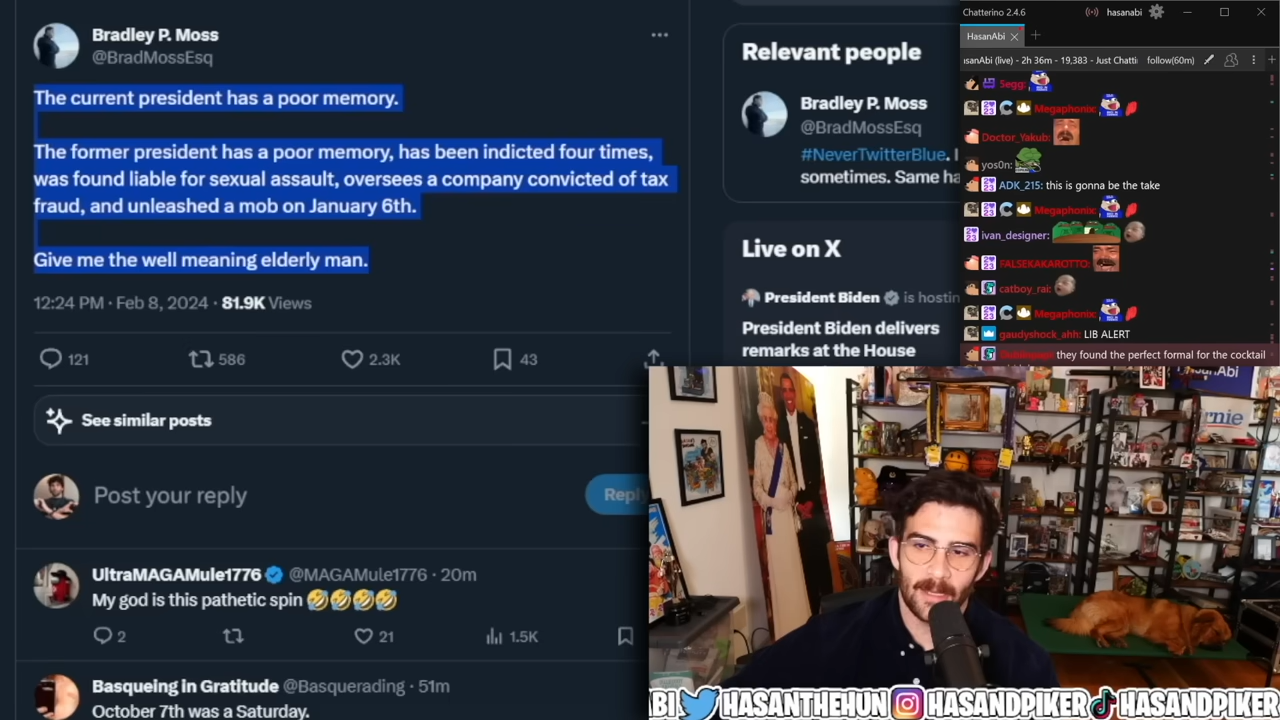 Bradley P. Moss
@BradMossEsq
The current president has a poor memory.
The former president has a poor memory, has been indicted four times,
was found liable for sexual
oversees a company convicted of tax
fraud, and unleashed a mob on January 6th.
Give me the well meaning elderly man.
12:24 PM · Feb 8, 2024 · 81.9K Views
121
586
2.3K
43
See similar posts
Post your reply
Reply
UltraMAGAMule1776 @MAGAMule1776 · 20m
My god is this pathetic spin 🤣🤣🤣🤣
2
21
1.5K
Basqueing in Gratitude @Basquerading · 51m
October 7th was a Saturday.
Relevant people
Bradley P. Moss
@BradMossEsq
#NeverTwitterBlue. I
sometimes. Same ha
Live on X
President Biden is hostin
President Biden delivers
remarks at the House
Chatterino 2.4.6
hasanabi
HasanAbi
asanAbi (live) - 2h 36m - 19,383 - Just Chatti
follow(60m)
Segg:
Megaphonix:
Doctor_Yakub:
yos0n:
ADK_215: this is gonna be the take
Megaphonix:
ivan_designer:
FALSEKAKAROTTO:
catboy_rai:
Megaphonix:
gaudyshock_ahh: LIB ALERT
they found the perfect formal for the cocktail
rnie
BI HASANTHEHUN HASANDPIKER HASANDPIKER